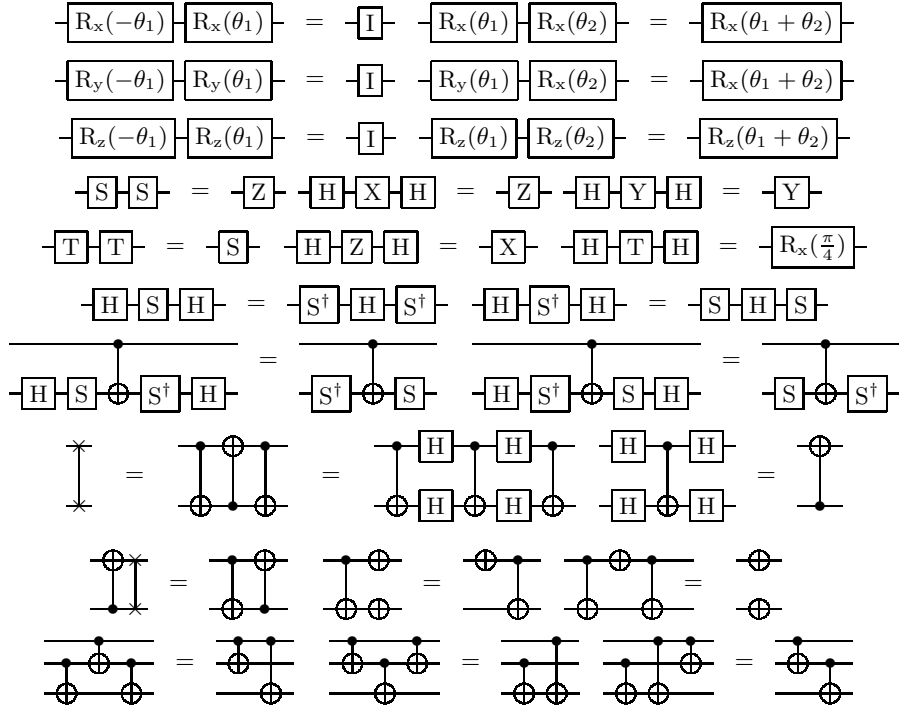 Rx(−θ1) Rx(θ1) = I Rx(θ1) Rx(θ2) = Rx(θ1 + θ2)
Ry(−θ1) Ry(θ1) = I Ry(θ1) Rx(θ2) = Rx(θ1 + θ2)
Rz(−θ1) Rz(θ1) = I Rz(θ1) Rz(θ2) = Rz(θ1 + θ2)
S S = Z H X H = Z H Y H = Y
T T = S H Z H = X H T H = Rx(π/4)
H S H = S† H S† H S† H = S H S
= =
H S S† H S† S H S† S H S S†
H H H H
= = =
H H H H
= = =
= = =